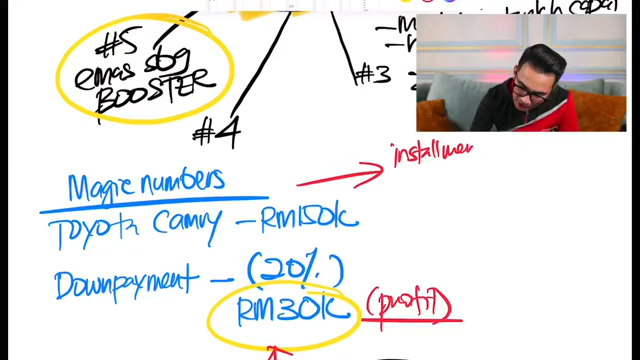 #5
emas sbg
BOOSTER
#4
#3
Magic numbers
installmen
Toyota Camry - RM150K
Downpayment - (20%)
RM30K (profit)